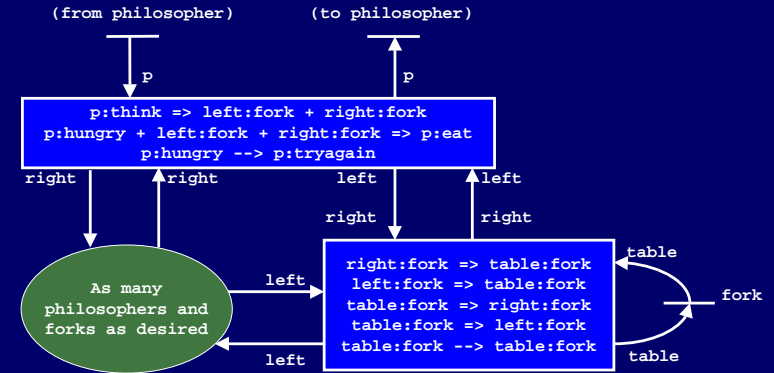 (from philosopher) (to philosopher)
p p
p:think => left:fork + right:fork
p:hungry + left:fork + right:fork => p:eat
p:hungry --> p:tryagain
right right left left
right right
As many
philosophers and
forks as desired
left
left
right:fork => table:fork
left:fork => table:fork
table:fork => right:fork
table:fork => left:fork
table:fork --> table:fork
table
fork
table